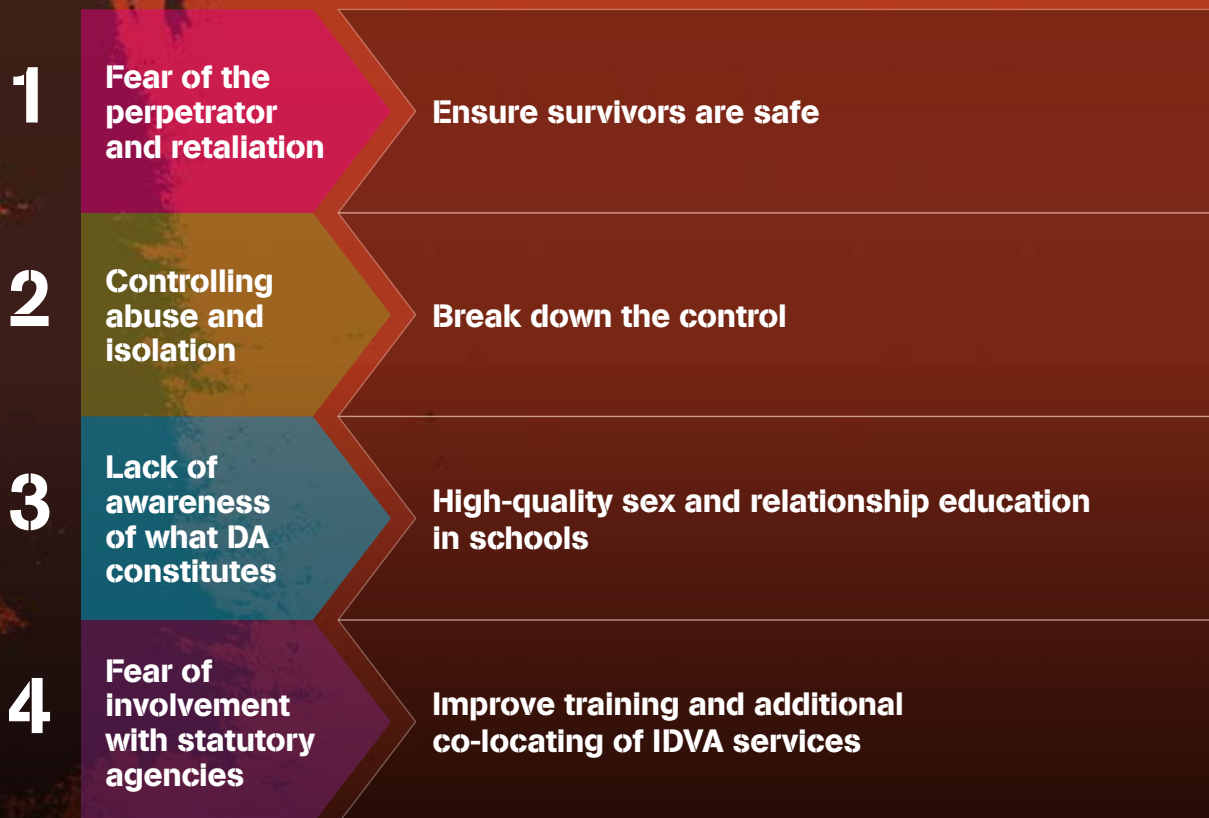 1
Fear of the
perpetrator
and retaliation
Ensure survivors are safe
2
Controlling
abuse and
isolation
Break down the control
3
Lack of
awareness
of what DA
constitutes
High-quality sex and relationship education
in schools
4
Fear of
involvement
with statutory
agencies
Improve training and additional
co-locating of IDVA services